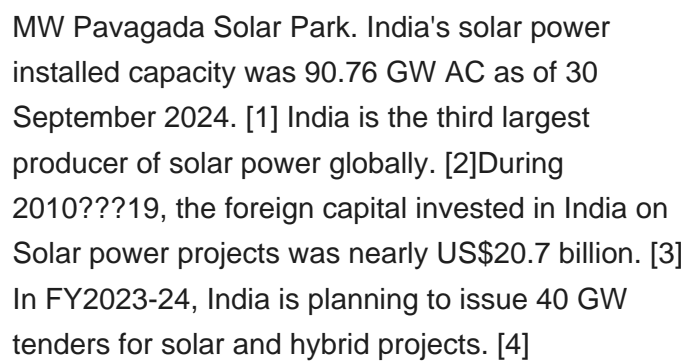 MW Pavagada Solar Park. India's solar power
installed capacity was 90.76 GW AC as of 30
September 2024. [1] India is the third largest
producer of solar power globally. [2]During
2010???19, the foreign capital invested in India on
Solar power projects was nearly US$20.7 billion. [3]
In FY2023-24, India is planning to issue 40 GW
tenders for solar and hybrid projects. [4]